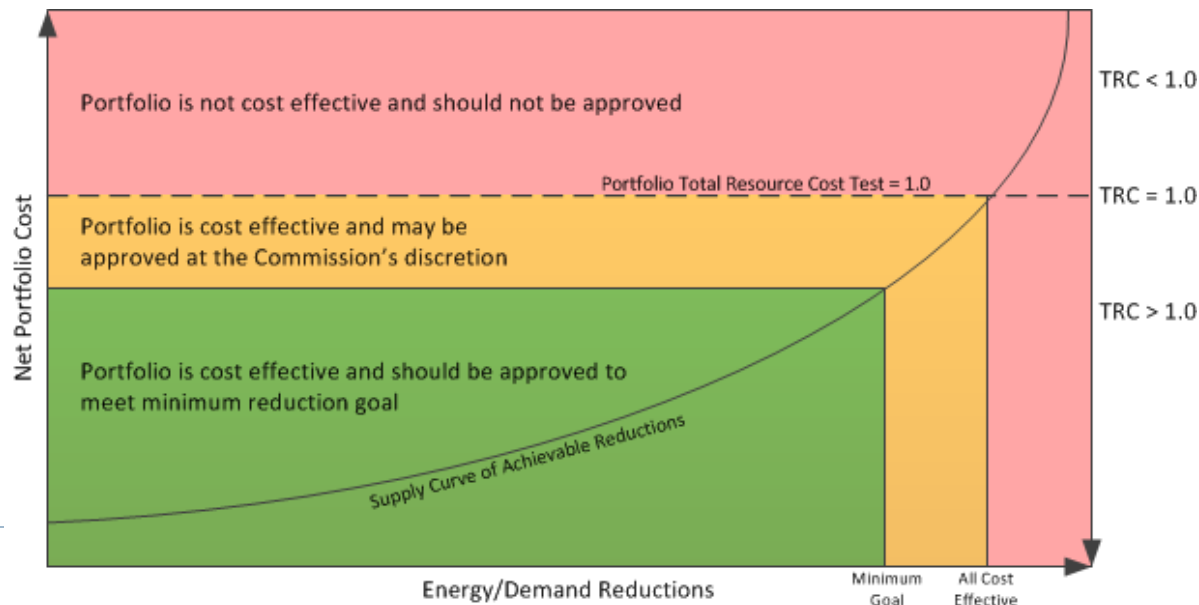 Portfolio is not cost effective and should not be approved
TRC < 1.0
Portfolio Total Resource Cost Test = 1.0
TRC = 1.0
Portfolio is cost effective and may be
approved at the Commission's discretion
TRC > 1.0
Net Portfolio Cost
Portfolio is cost effective and should be approved to
meet minimum reduction goal
Supply Curve of Achievable Reductions
Energy/Demand Reductions
Minimum
Goal
All Cost
Effective